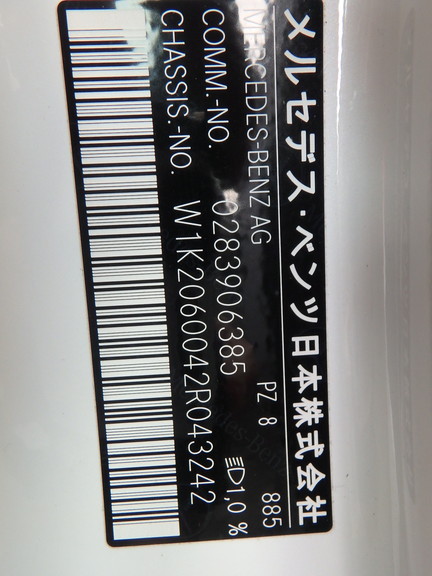 メルセデス・ベンツ日本株式会社
MERCEDES-BENZ AG PZ 8 885
COMM.-NO. 0283906385 1,0 %
CHASSIS.-NO. W1K2060042R043242